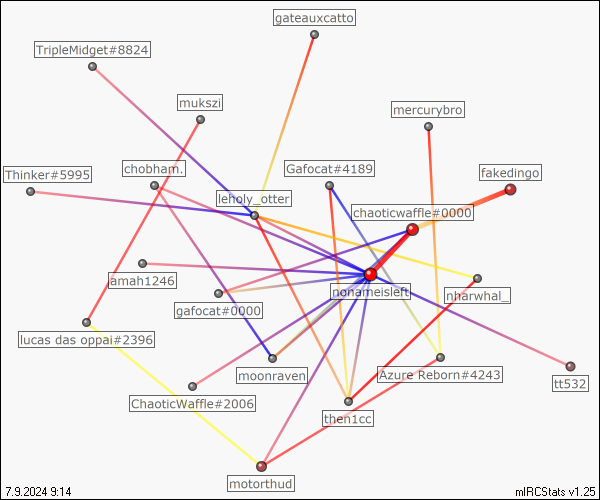 gateauxcatto
TripleMidget#8824
mukszi
mercurybro
Thinker#5995
chobham.
Gafocat#4189
fakedingo
leholy_otter
chaoticwaffle#0000
amah1246
nonameisleft
nharwhal_
gafocat#0000
lucas das oppai#2396
moonraven
Azure Reborn#4243
tt532
ChaoticWaffle#2006
then1cc
motorthud
7.9.2024 9:14
mIRCStats v1.25